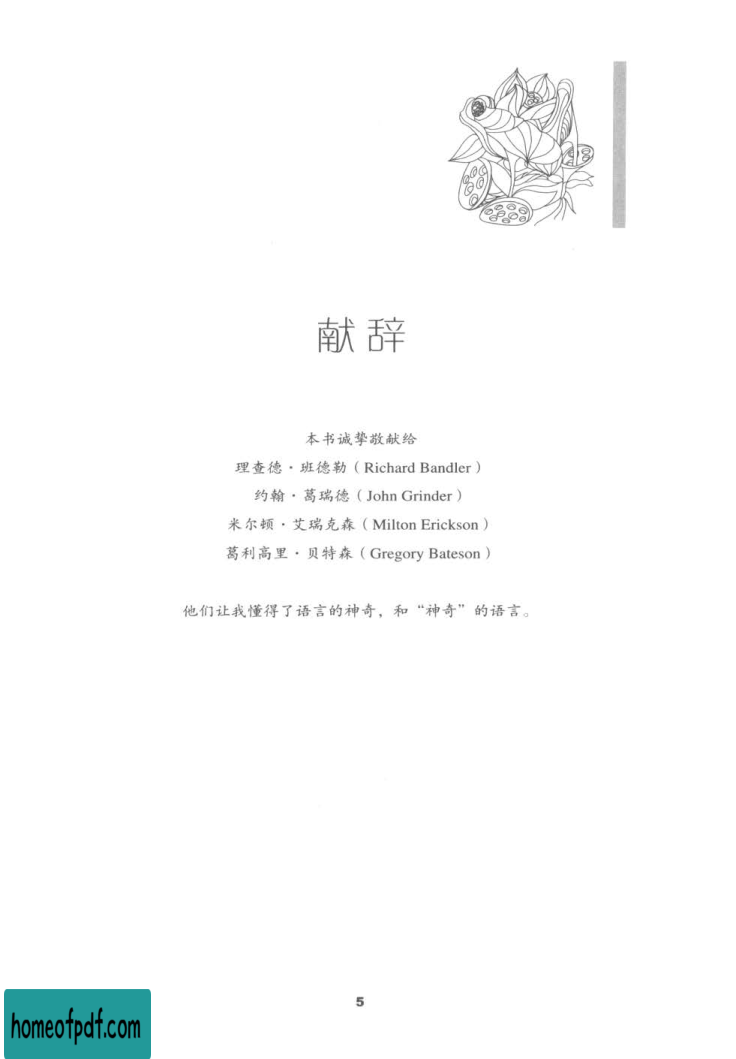 献辞
本书诚挚敬献给
理查德·班德勒（Richard Bandler）
约翰·葛瑞德（John Grinder）
米尔顿·艾瑞克森（Milton Erickson）
葛利高里·贝特森（Gregory Bateson）
他们让我懂得了语言的神奇，和“神奇”的语言。
5
homeofpdf.com